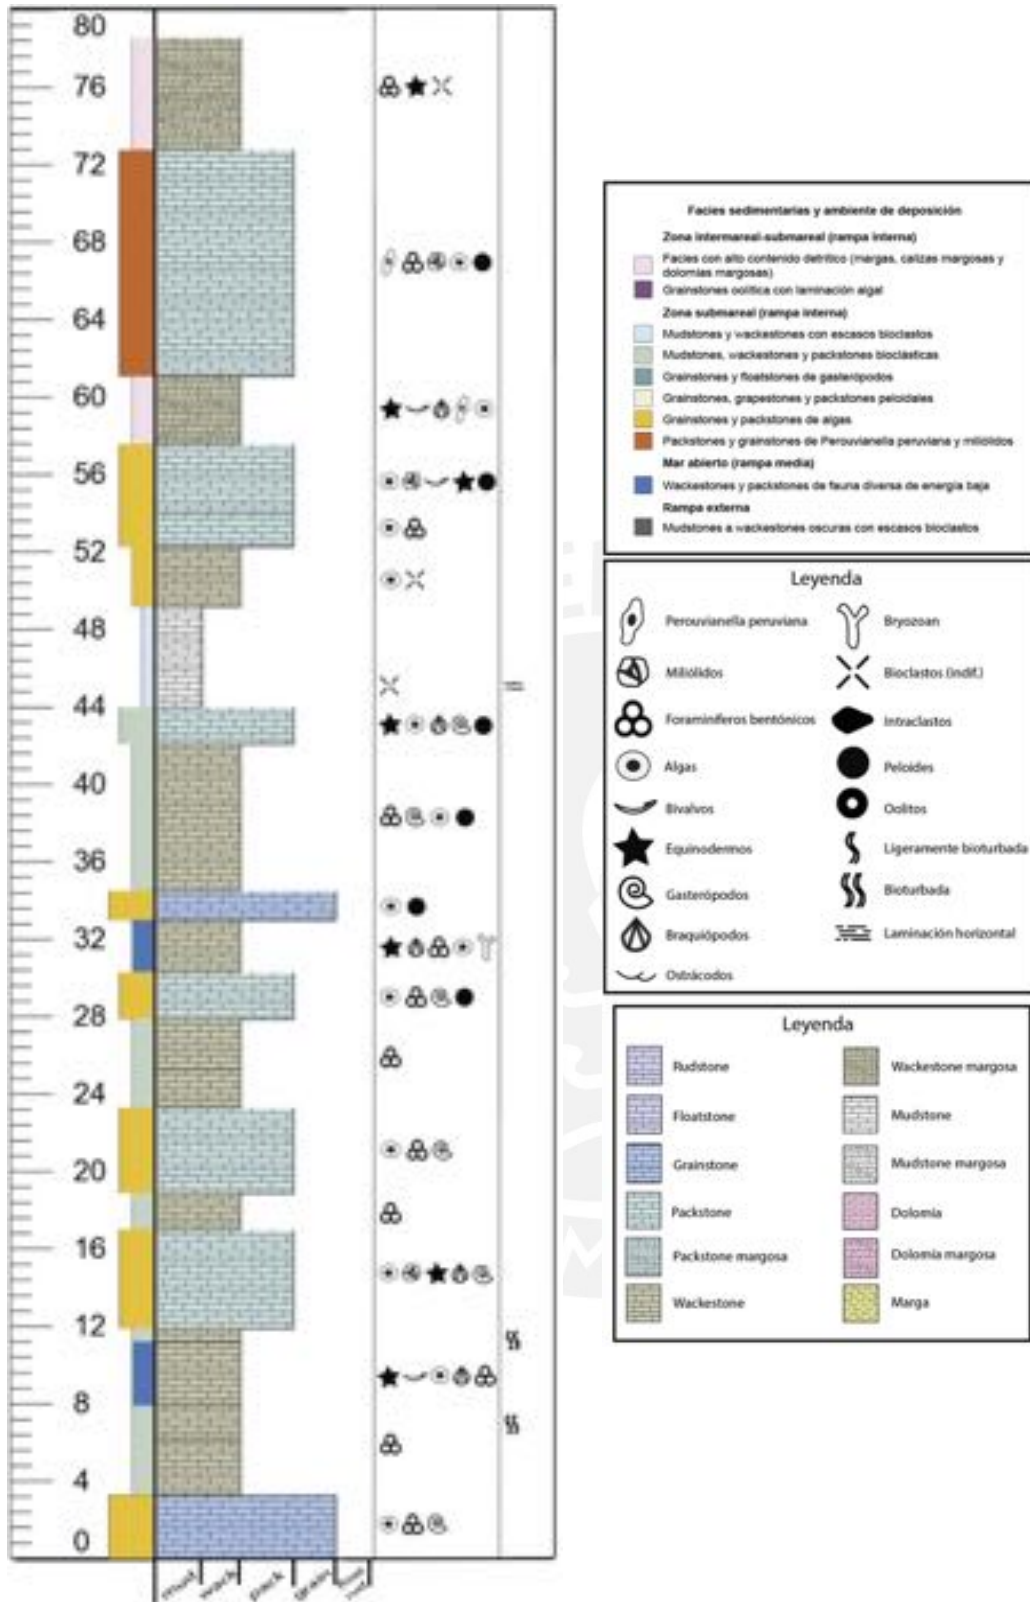 80
76
72
68
64
60
56
52
48
44
40
36
32
28
24
20
16
12
8
4
0
mud
wack
pack
grain
Facies sedimentarias y ambiente de deposición
Zona intermareal-submareal (rampa interna)
Facies con alto contenido detrítico (margas, calizas margosas y
dolomías margosas)
Grainstones oolítica con laminación algal
Zona submareal (rampa interna)
Mudstones y wackestones con escasos bioclastos
Mudstones, wackestones y packstones bioclásticas
Grainstones y floatstones de gasterópodos
Grainstones, grapestones y packstones peloidales
Grainstones y packstones de algas
Packstones y grainstones de Perouvianella peruviana y miliólidos
Mar abierto (rampa media)
Wackestones y packstones de fauna diversa de energía baja
Rampa externa
Mudstones a wackestones oscuras con escasos bioclastos
Leyenda
Perouvianella peruviana
Bryozoan
Miliólidos
Bioclastos (indif.)
Foraminíferos bentónicos
Intraclastos
Algas
Peloides
Bivalvos
Oolitos
Equinodermos
Ligeramente bioturbada
Gasterópodos
Bioturbada
Braquiópodos
Laminación horizontal
Ostrácodos
Leyenda
Rudstone
Wackestone margosa
Floatstone
Mudstone
Grainstone
Mudstone margosa
Packstone
Dolomía
Packstone margosa
Dolomía margosa
Wackestone
Marga